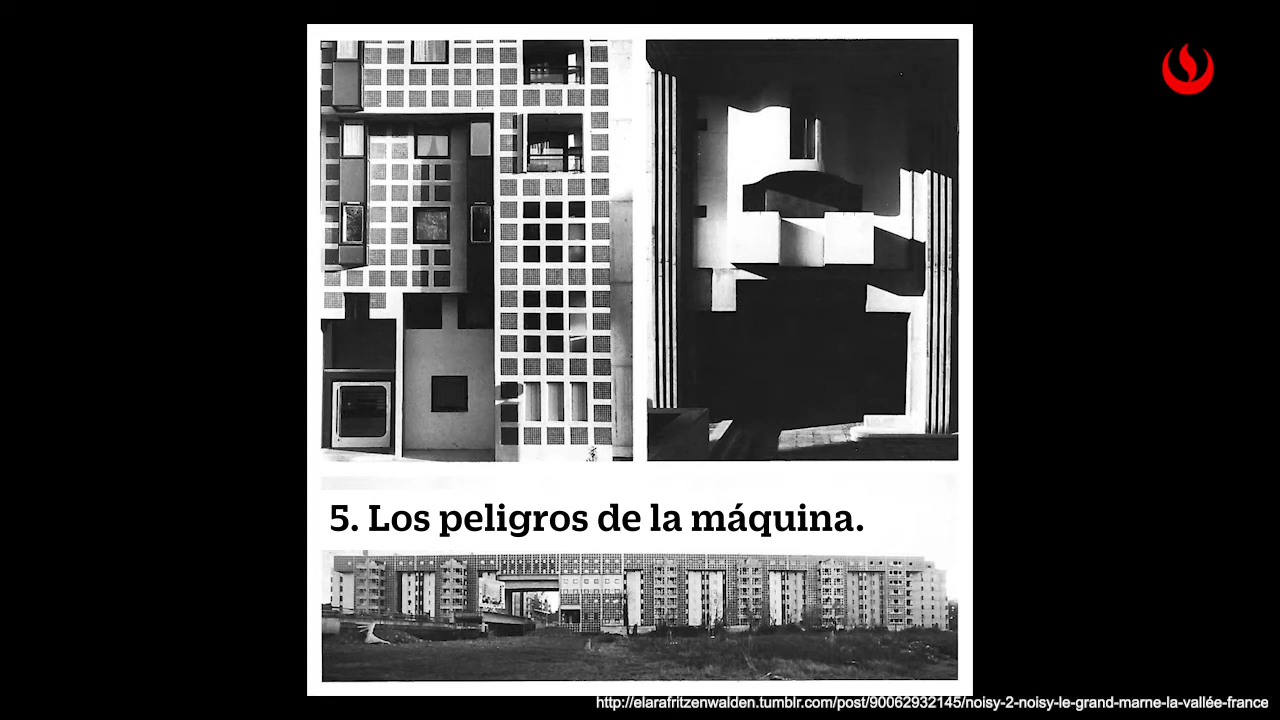 5. Los peligros de la máquina.
http://elarafritzenwalden.tumblr.com/post/90062932145/noisy-2-noisy-le-grand-marne-la-vallée-france